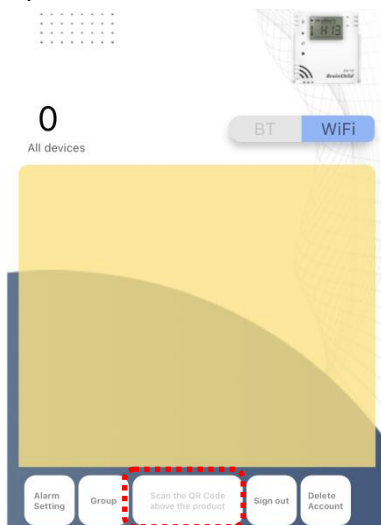 BrainChild
0
All devices
BT
WiFi
Alarm
Setting
Group
Scan the QR Code
above the product
Sign out
Delete
Account